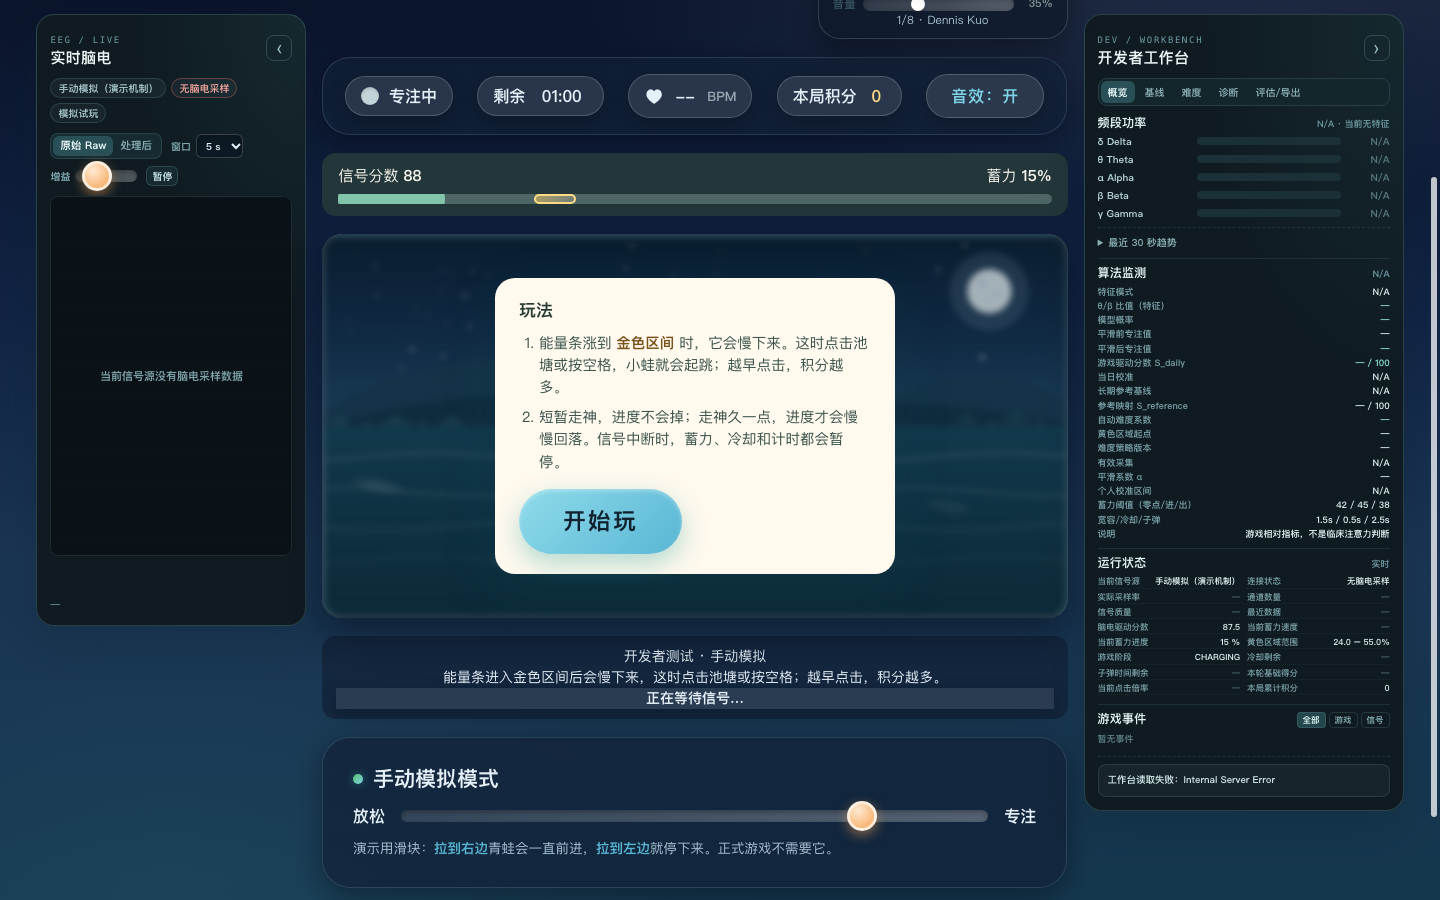 EEG / LIVE
实时脑电
‹
手动模拟（演示机制）
无脑电采样
模拟试玩
原始 Raw
处理后
窗口
5 s
增益
暂停
当前信号源没有脑电采样数据
—
音量
35%
1/8 · Dennis Kuo
专注中
剩余 01:00
-- BPM
本局积分 0
音效：开
信号分数 88
蓄力 15%
玩法
1. 能量条涨到 金色区间 时，它会慢下来。这时点击池
塘或按空格，小蛙就会起跳；越早点击，积分越
多。
2. 短暂走神，进度不会掉；走神久一点，进度才会慢
慢回落。信号中断时，蓄力、冷却和计时都会暂
停。
开始玩
开发者测试 · 手动模拟
能量条进入金色区间后会慢下来，这时点击池塘或按空格；越早点击，积分越多。
正在等待信号…
手动模拟模式
放松
专注
演示用滑块：拉到右边青蛙会一直前进，拉到左边就停下来。正式游戏不需要它。
DEV / WORKBENCH
开发者工作台
›
概览
基线
难度
诊断
评估/导出
频段功率
N/A · 当前无特征
δ Delta N/A
θ Theta N/A
α Alpha N/A
β Beta N/A
γ Gamma N/A
▶ 最近 30 秒趋势
算法监测 N/A
特征模式 N/A
θ/β 比值（特征） —
模型概率 —
平滑前专注值 —
平滑后专注值 —
游戏驱动分数 S_daily — / 100
当日校准 N/A
长期参考基线 N/A
参考映射 S_reference — / 100
自动难度系数 —
黄色区域起点 —
难度策略版本 —
有效采集 N/A
平滑系数 α —
个人校准区间 N/A
蓄力阈值（零点/进/出） 42 / 45 / 38
宽容/冷却/子弹 1.5s / 0.5s / 2.5s
说明 游戏相对指标，不是临床注意力判断
运行状态 实时
当前信号源 手动模拟（演示机制） 连接状态 无脑电采样
实际采样率 — 通道数量 —
信号质量 — 最近数据 —
脑电驱动分数 87.5 当前蓄力速度 —
当前蓄力进度 15 % 黄色区域范围 24.0 — 55.0%
游戏阶段 CHARGING 冷却剩余 —
子弹时间剩余 — 本轮基础得分 —
当前点击倍率 — 本局累计积分 0
游戏事件
全部
游戏
信号
暂无事件
工作台读取失败：Internal Server Error